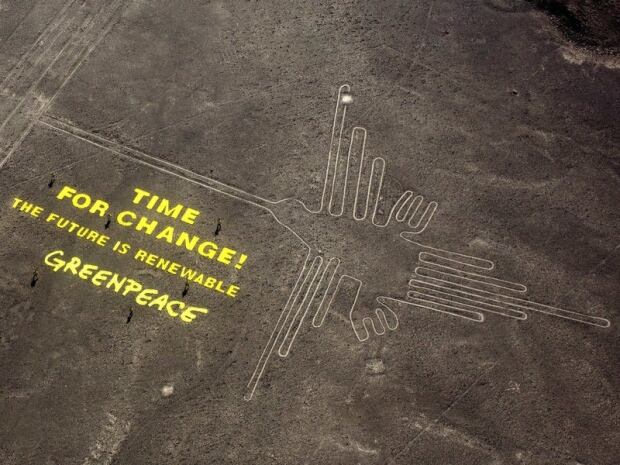 TIME
FOR CHANGE!
THE FUTURE IS RENEWABLE
GREENPEACE